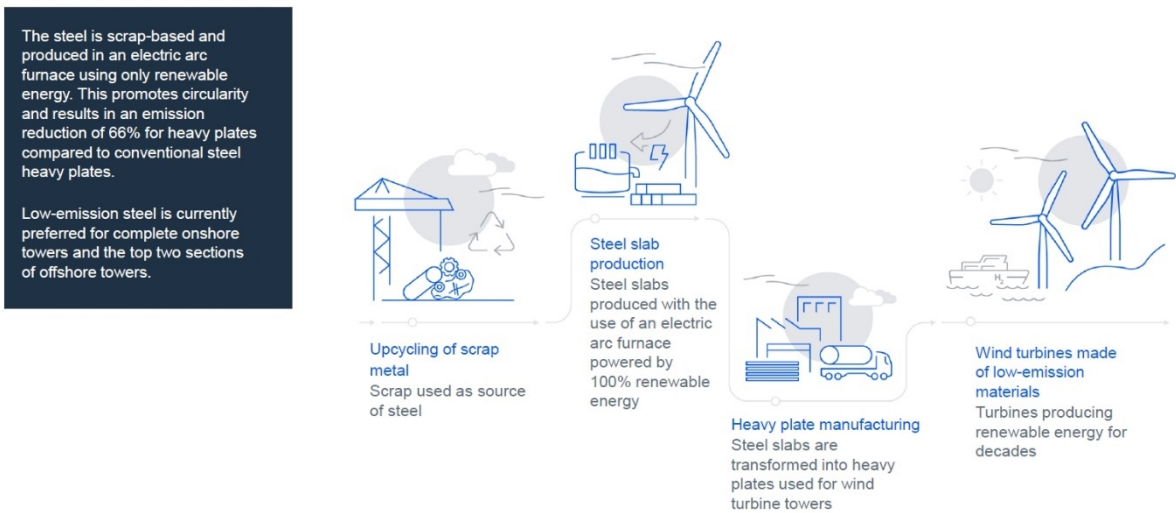 The steel is scrap-based and
produced in an electric arc
furnace using only renewable
energy. This promotes circularity
and results in an emission
reduction of 66% for heavy plates
compared to conventional steel
heavy plates.
Low-emission steel is currently
preferred for complete onshore
towers and the top two sections
of offshore towers.
Upcycling of scrap
metal
Scrap used as source
of steel
Steel slab
production
Steel slabs
produced with the
use of an electric
arc furnace
powered by
100% renewable
energy
Heavy plate manufacturing
Steel slabs are
transformed into heavy
plates used for wind
turbine towers
H₂
Wind turbines made
of low-emission
materials
Turbines producing
renewable energy for
decades